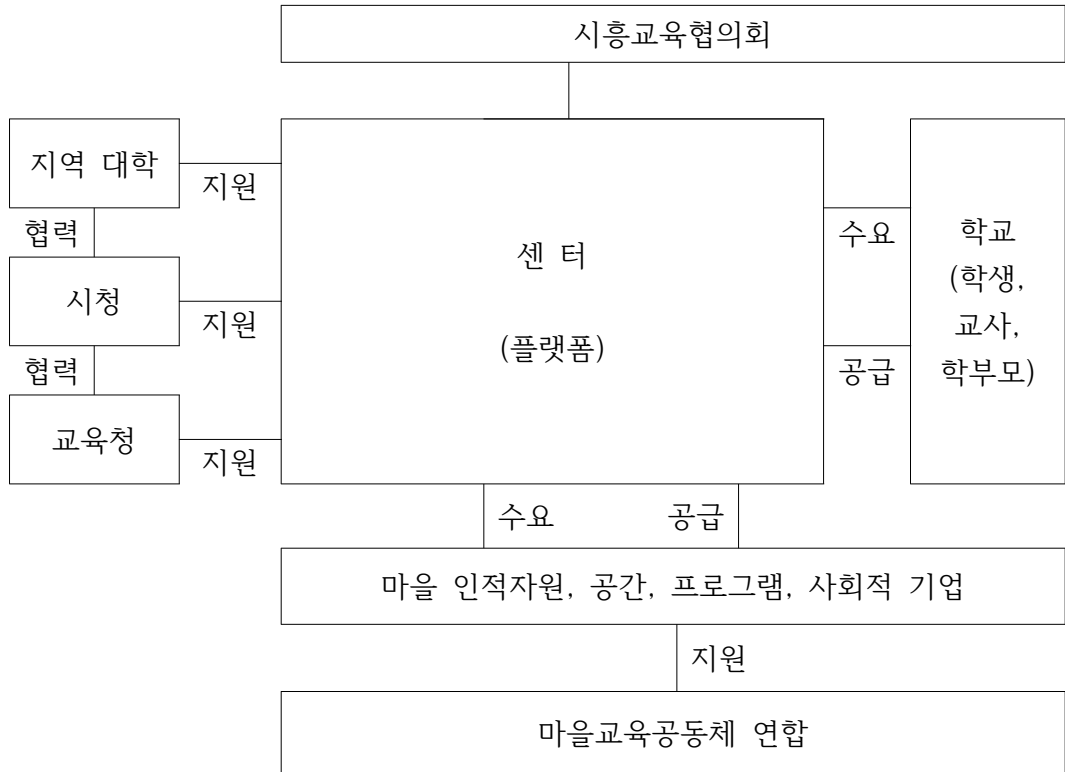 시흥교육협의회
지역 대학
지원
협력
시청
지원
협력
교육청
지원
센 터
(플랫폼)
수요
공급
학교
(학생,
교사,
학부모)
수요 공급
마을 인적자원, 공간, 프로그램, 사회적 기업
지원
마을교육공동체 연합